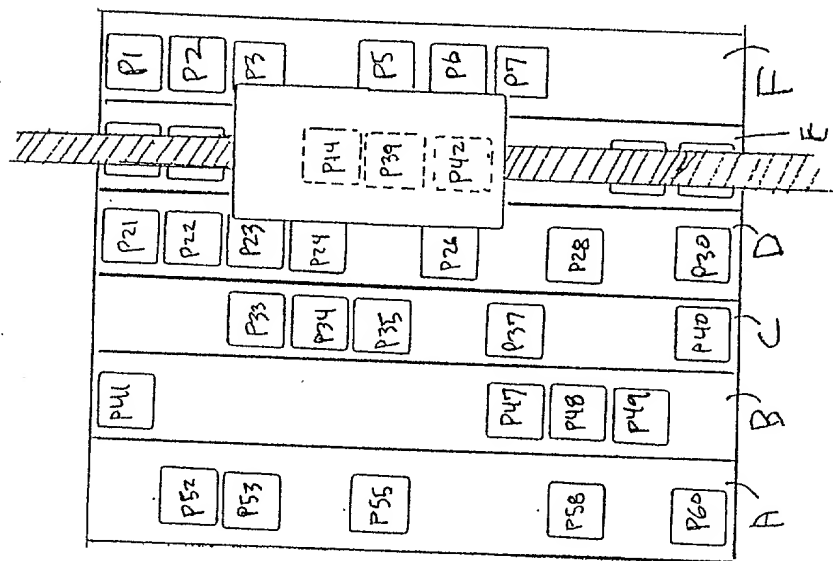 P1 P2 P3 P5 P6 P7 F
P14 P39 P42 E
P21 P22 P23 P24 P26 P28 P30 D
P33 P34 P35 P37 P40 C
P41 P47 P48 P49 B
P52 P53 P55 P58 P60 A